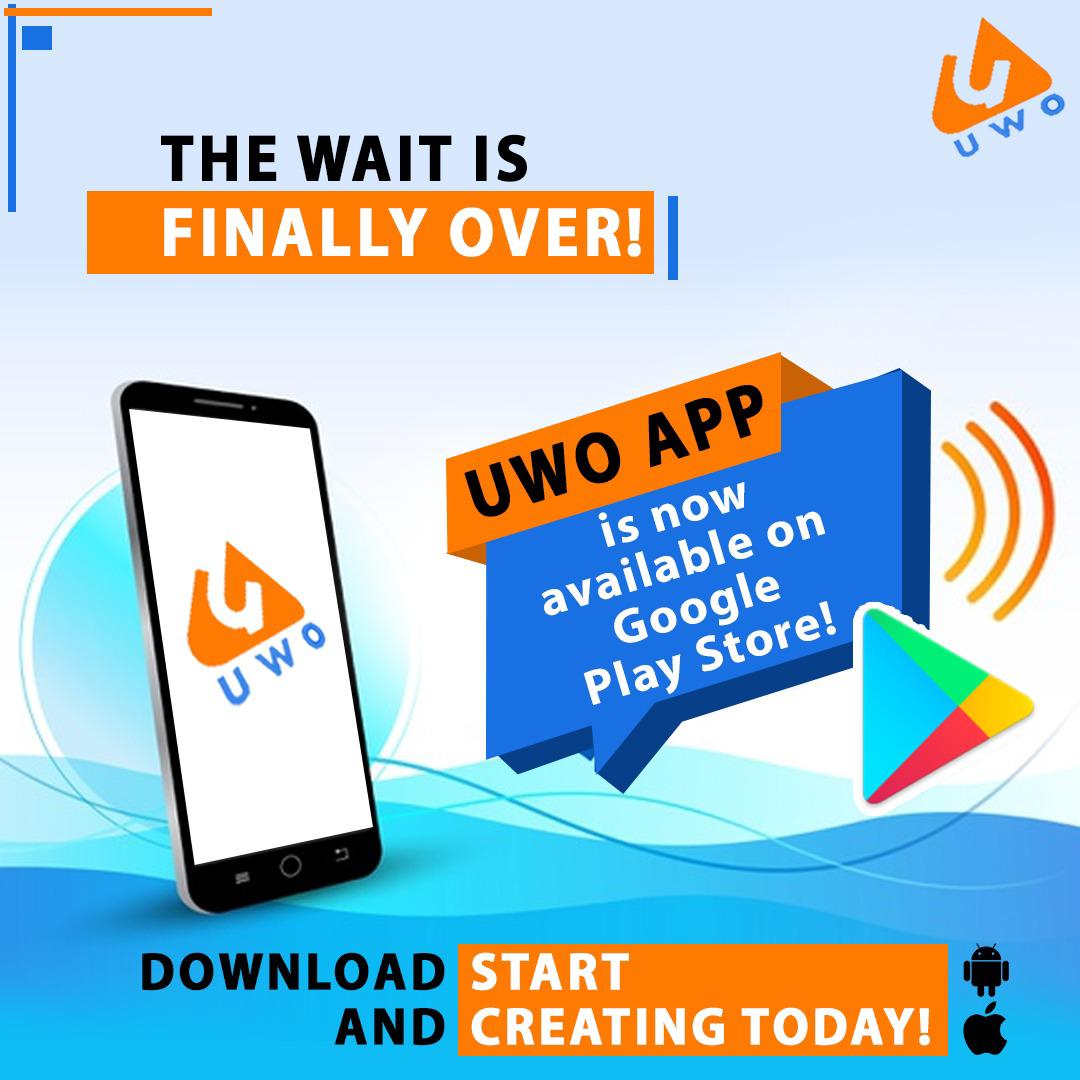 UWO
THE WAIT IS
FINALLY OVER!
UWO APP
is now
available on
Google
Play Store!
UWO
DOWNLOAD START
AND CREATING TODAY!